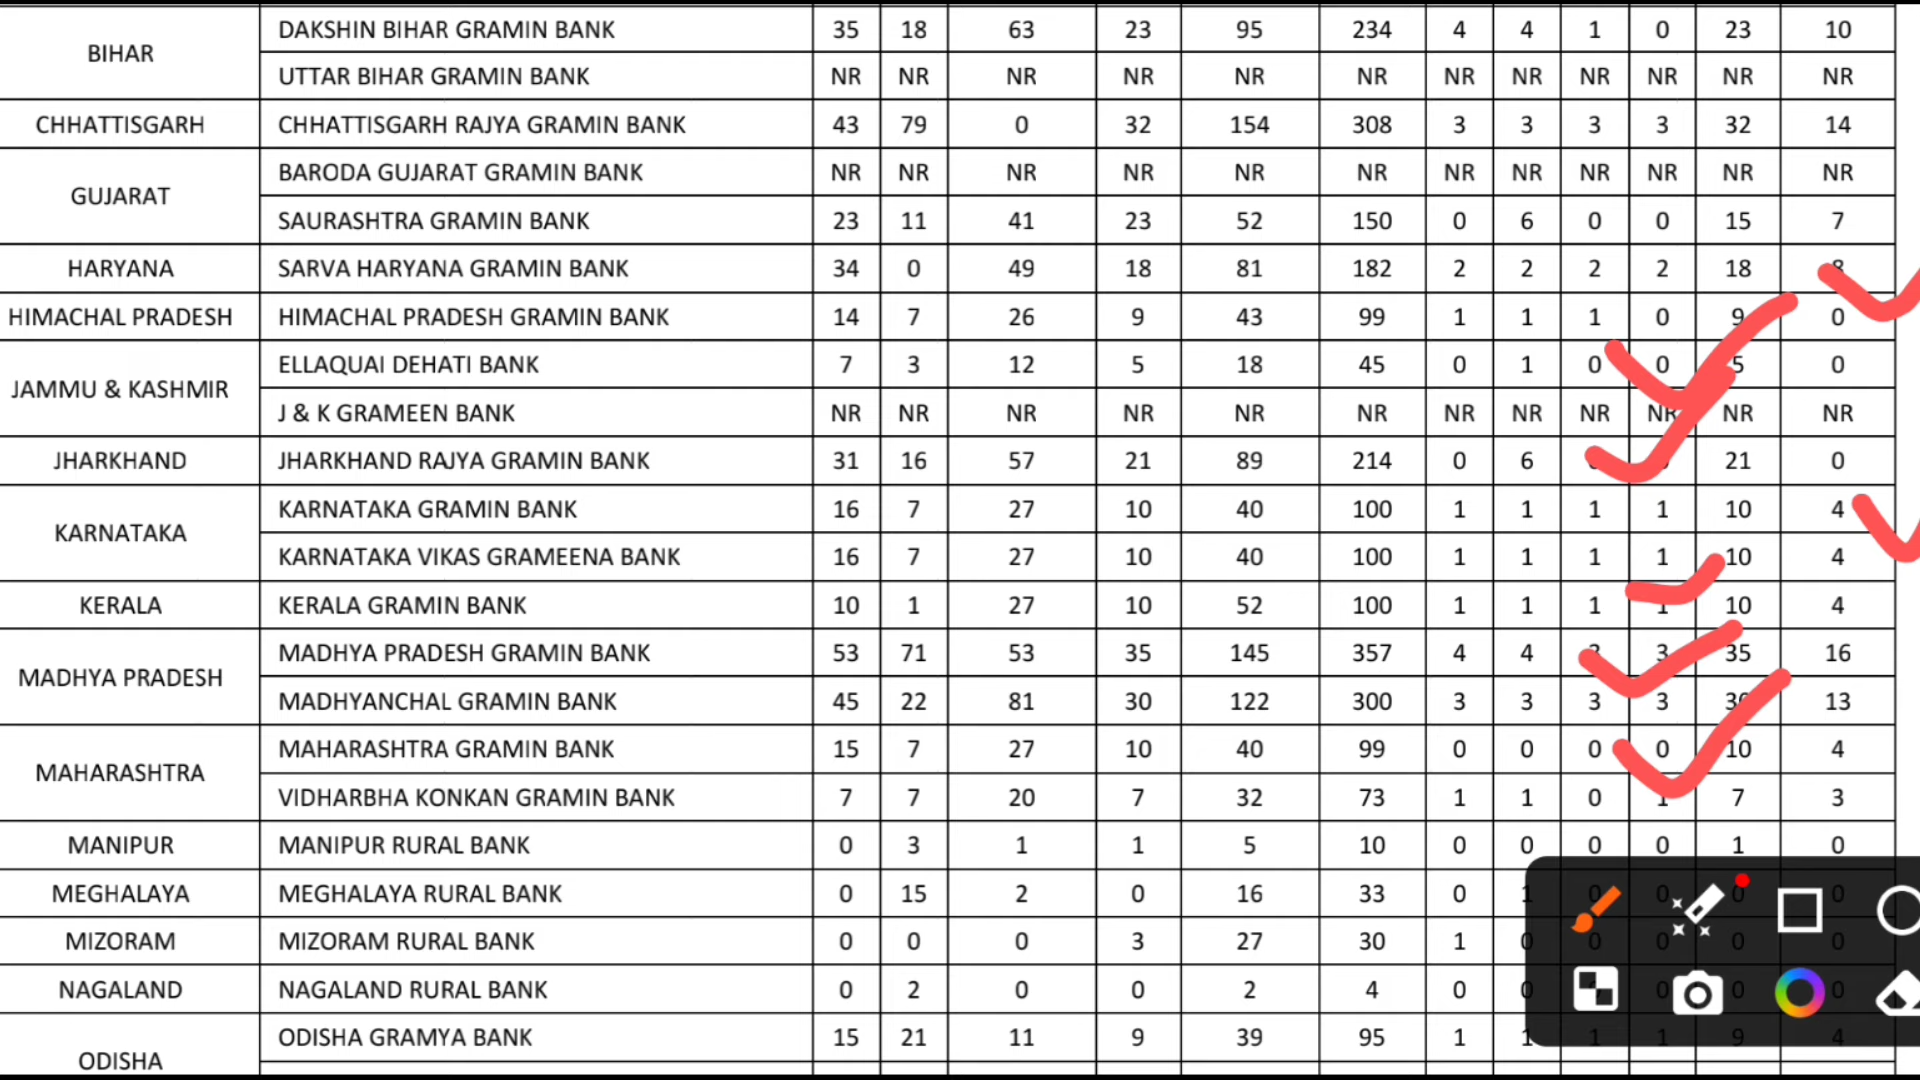 BIHAR
DAKSHIN BIHAR GRAMIN BANK 35 18 63 23 95 234 4 4 1 0 23 10
UTTAR BIHAR GRAMIN BANK NR NR NR NR NR NR NR NR NR NR NR NR
CHHATTISGARH CHHATTISGARH RAJYA GRAMIN BANK 43 79 0 32 154 308 3 3 3 3 32 14
GUJARAT
BARODA GUJARAT GRAMIN BANK NR NR NR NR NR NR NR NR NR NR NR NR
SAURASHTRA GRAMIN BANK 23 11 41 23 52 150 0 6 0 0 15 7
HARYANA SARVA HARYANA GRAMIN BANK 34 0 49 18 81 182 2 2 2 2 18 8
HIMACHAL PRADESH HIMACHAL PRADESH GRAMIN BANK 14 7 26 9 43 99 1 1 1 0 9 0
JAMMU & KASHMIR
ELLAQUAI DEHATI BANK 7 3 12 5 18 45 0 1 0 0 5 0
J & K GRAMEEN BANK NR NR NR NR NR NR NR NR NR NR NR NR
JHARKHAND JHARKHAND RAJYA GRAMIN BANK 31 16 57 21 89 214 0 6 21 0
KARNATAKA
KARNATAKA GRAMIN BANK 16 7 27 10 40 100 1 1 1 1 10 4
KARNATAKA VIKAS GRAMEENA BANK 16 7 27 10 40 100 1 1 1 1 10 4
KERALA KERALA GRAMIN BANK 10 1 27 10 52 100 1 1 1 1 10 4
MADHYA PRADESH
MADHYA PRADESH GRAMIN BANK 53 71 53 35 145 357 4 4 3 35 16
MADHYANCHAL GRAMIN BANK 45 22 81 30 122 300 3 3 3 3 30 13
MAHARASHTRA
MAHARASHTRA GRAMIN BANK 15 7 27 10 40 99 0 0 0 0 10 4
VIDHARBHA KONKAN GRAMIN BANK 7 7 20 7 32 73 1 1 0 1 7 3
MANIPUR MANIPUR RURAL BANK 0 3 1 1 5 10 0 0 0 0 1 0
MEGHALAYA MEGHALAYA RURAL BANK 0 15 2 0 16 33 0 1 0 0 0 0
MIZORAM MIZORAM RURAL BANK 0 0 0 3 27 30 1 0 0 0 0 0
NAGALAND NAGALAND RURAL BANK 0 2 0 0 2 4 0 0 0 0 0
ODISHA
ODISHA GRAMYA BANK 15 21 11 9 39 95 1 1 1 1 9 4